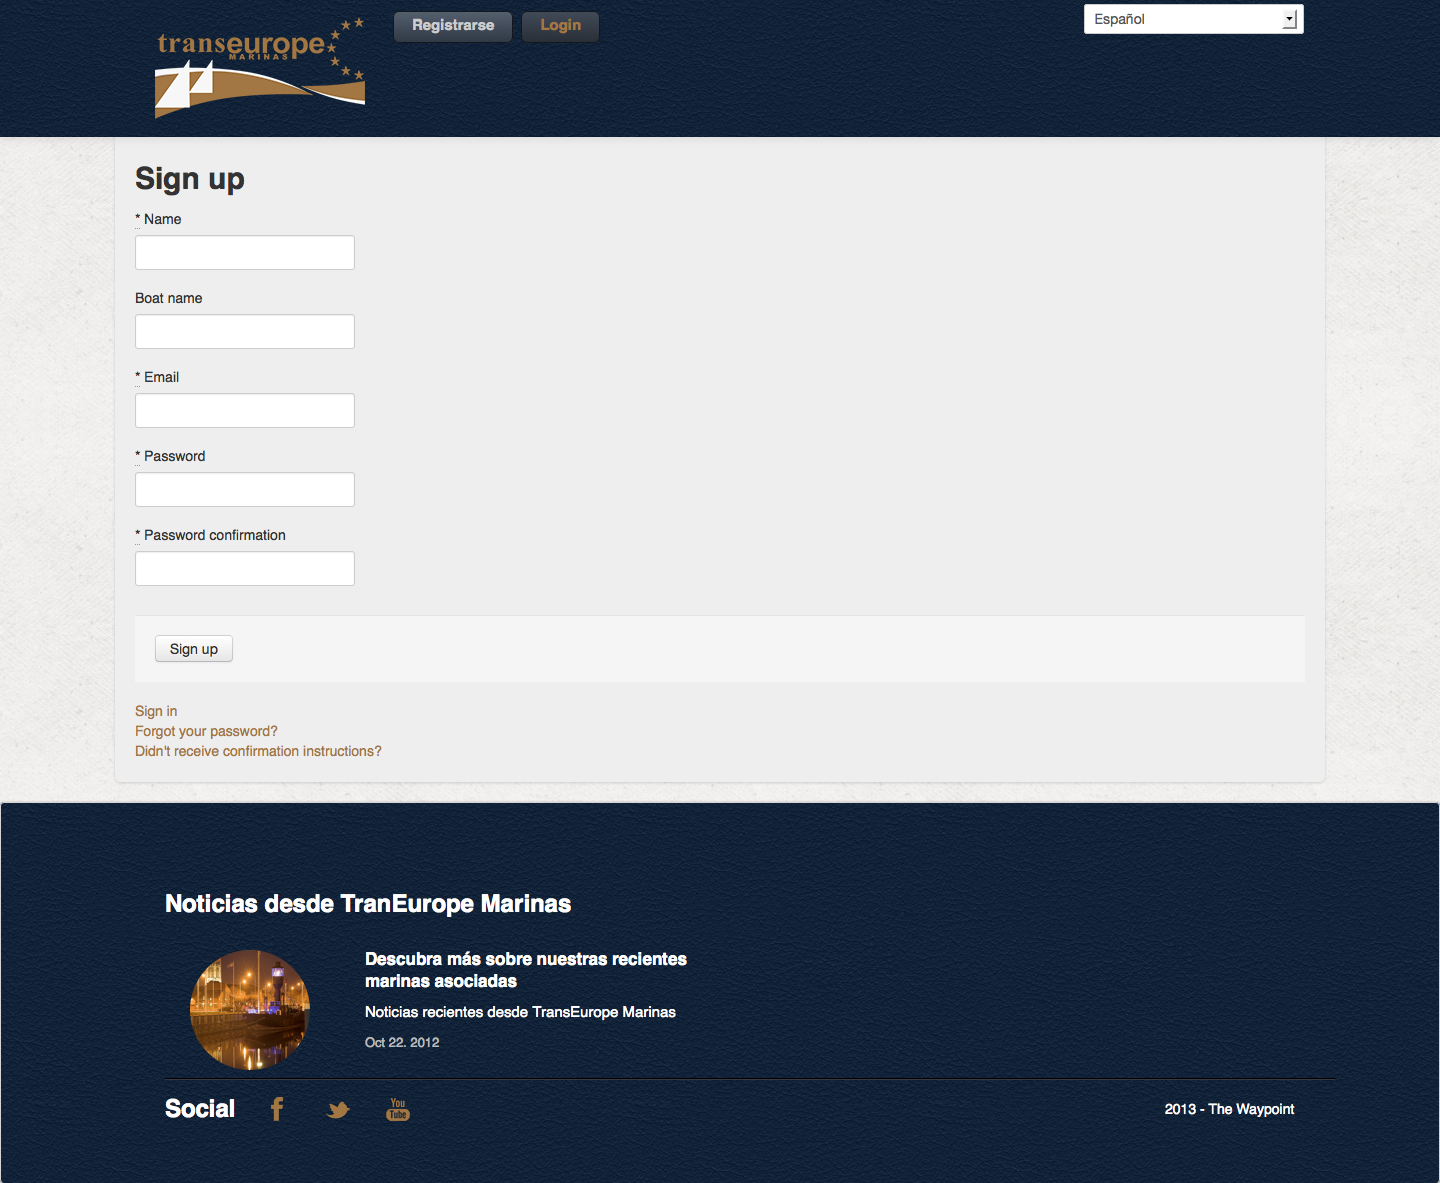 transeurope
MARINAS
Registrarse
Login
Español
Sign up
* Name
Boat name
* Email
* Password
* Password confirmation
Sign up
Sign in
Forgot your password?
Didn't receive confirmation instructions?
Noticias desde TranEurope Marinas
Descubra más sobre nuestras recientes
marinas asociadas
Noticias recientes desde TransEurope Marinas
Oct 22. 2012
Social
You
Tube
2013 - The Waypoint